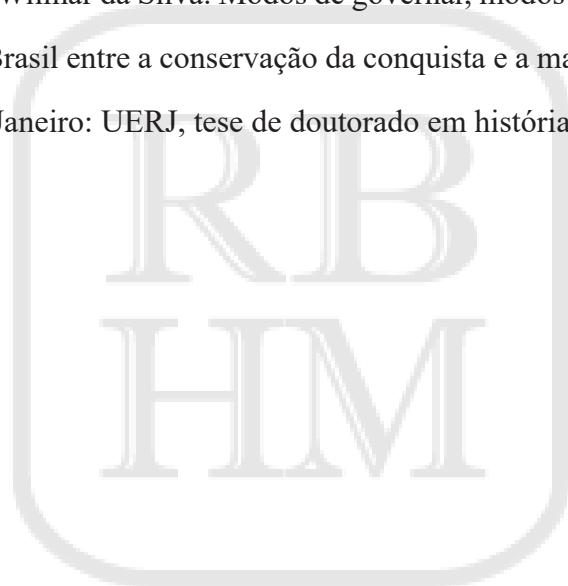 Wilmar da Silva. Modos de governar, modos
Brasil entre a conservação da conquista e a ma
Janeiro: UERJ, tese de doutorado em história
RB
HM